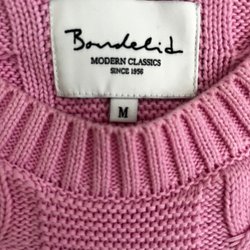 Bondelid
MODERN CLASSICS
SINCE 1956
M